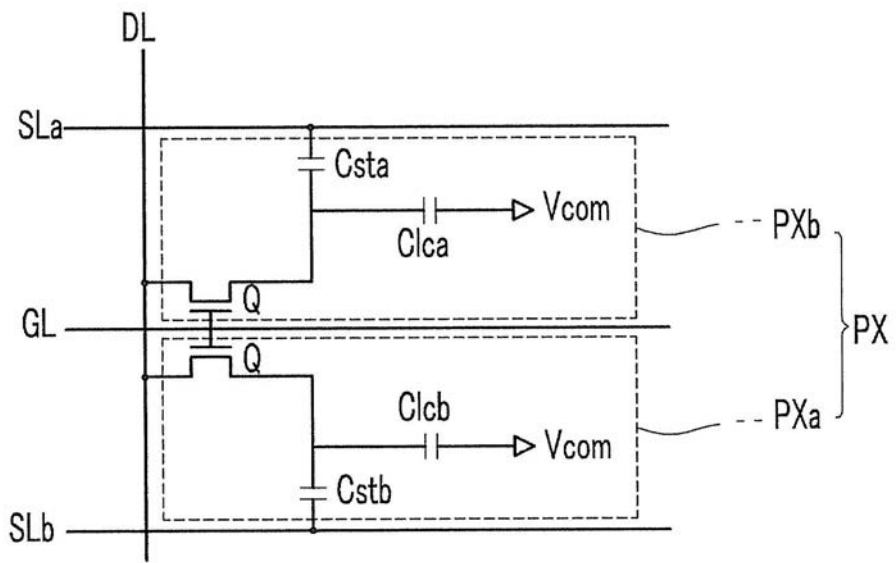 DL
SLa
Csta
Vcom
Clca
PXb
Q
GL
PX
Q
Clcb
PXa
Vcom
Cstb
SLb